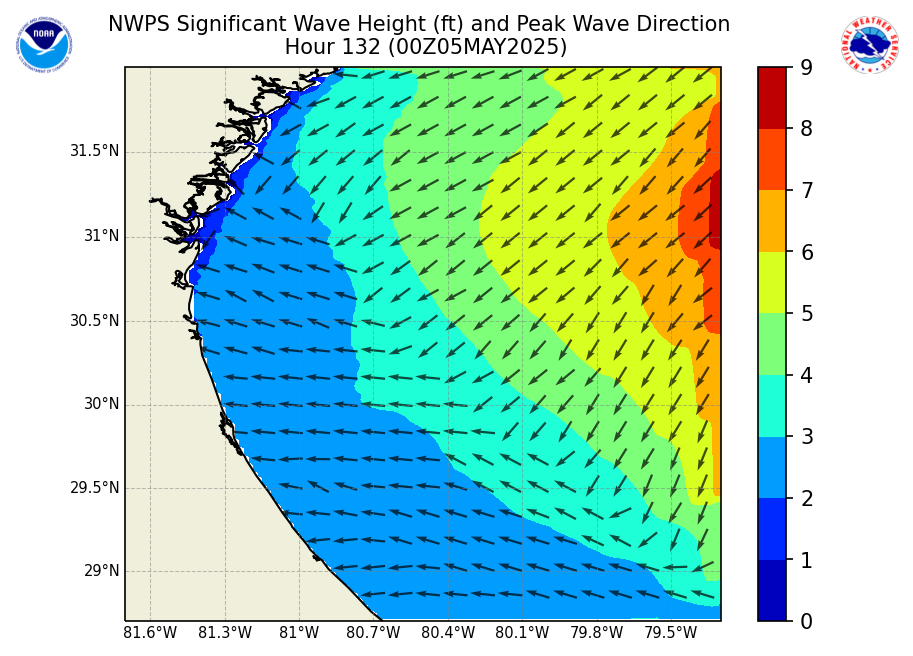 NWPS Significant Wave Height (ft) and Peak Wave Direction
Hour 132 (00Z05MAY2025)
NOAA
NATIONAL WEATHER SERVICE
31.5°N
31°N
30.5°N
30°N
29.5°N
29°N
81.6°W 81.3°W 81°W 80.7°W 80.4°W 80.1°W 79.8°W 79.5°W
9
8
7
6
5
4
3
2
1
0